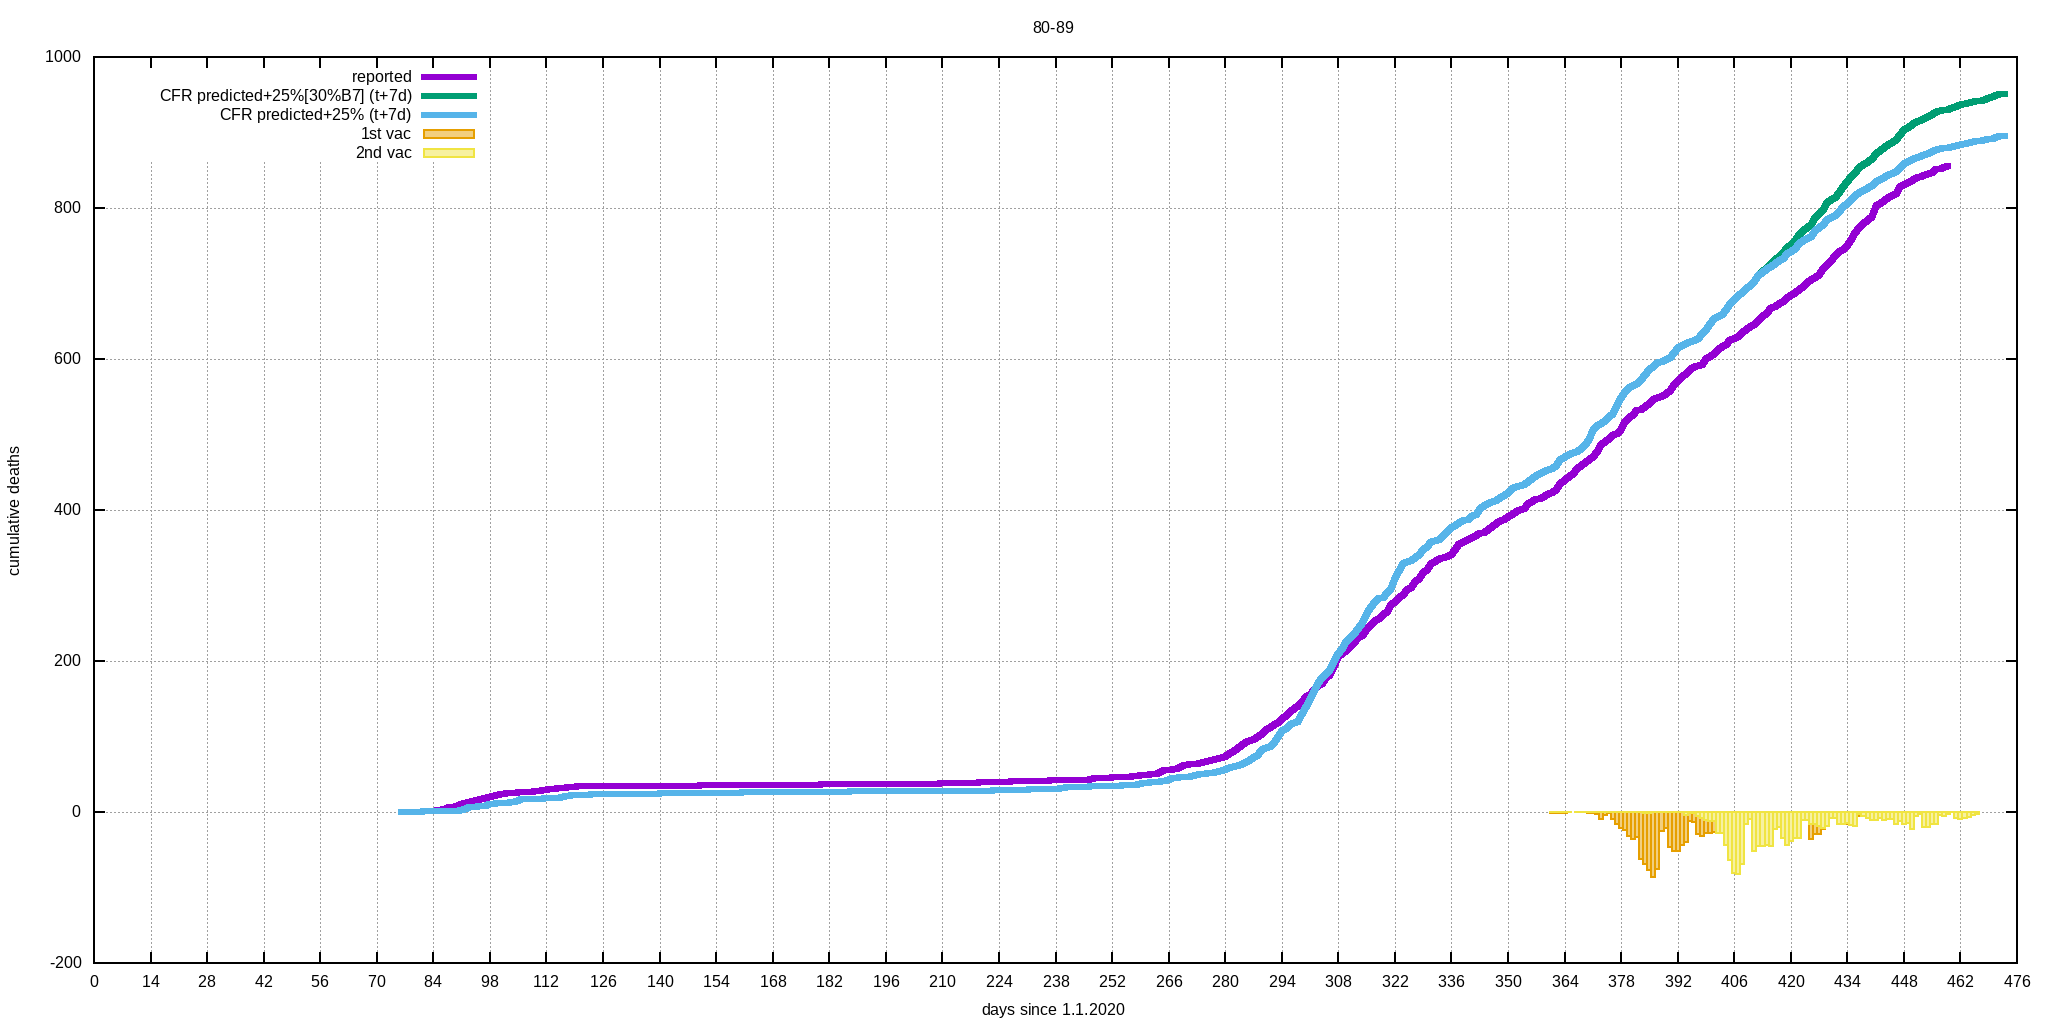 80-89
1000
800
600
400
200
0
-200
cumulative deaths
reported
CFR predicted+25%[30%B7] (t+7d)
CFR predicted+25% (t+7d)
1st vac
2nd vac
0 14 28 42 56 70 84 98 112 126 140 154 168 182 196 210 224 238 252 266 280 294 308 322 336 350 364 378 392 406 420 434 448 462 476
days since 1.1.2020